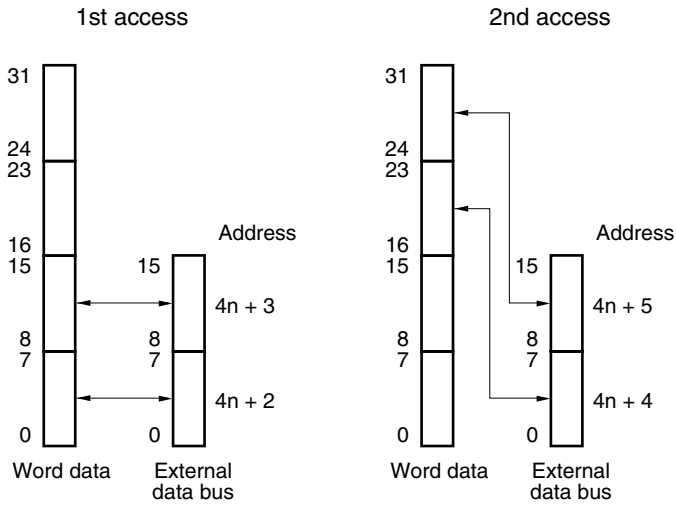 1st access
31
24
23
16
15
8
7
0
Word data
Address
15
4n + 3
8
7
4n + 2
0
External
data bus
2nd access
31
24
23
16
15
8
7
0
Word data
Address
15
4n + 5
8
7
4n + 4
0
External
data bus